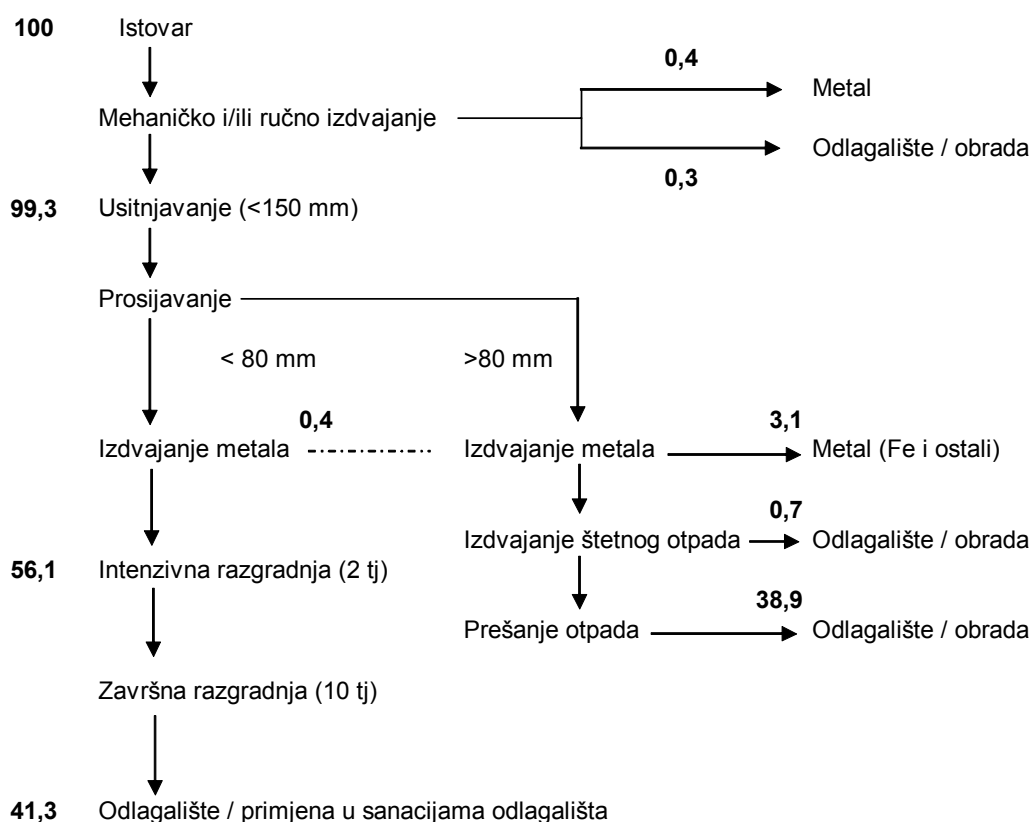 100 Istovar
0,4
Metal
Mehaničko i/ili ručno izdvajanje
Odlagalište / obrada
0,3
99,3 Usitnjavanje (<150 mm)
Prosijavanje
< 80 mm >80 mm
0,4 3,1
Izdvajanje metala Izdvajanje metala Metal (Fe i ostali)
0,7
Izdvajanje štetnog otpada Odlagalište / obrada
56,1 Intenzivna razgradnja (2 tj)
38,9
Prešanje otpada Odlagalište / obrada
Završna razgradnja (10 tj)
41,3 Odlagalište / primjena u sanacijama odlagališta